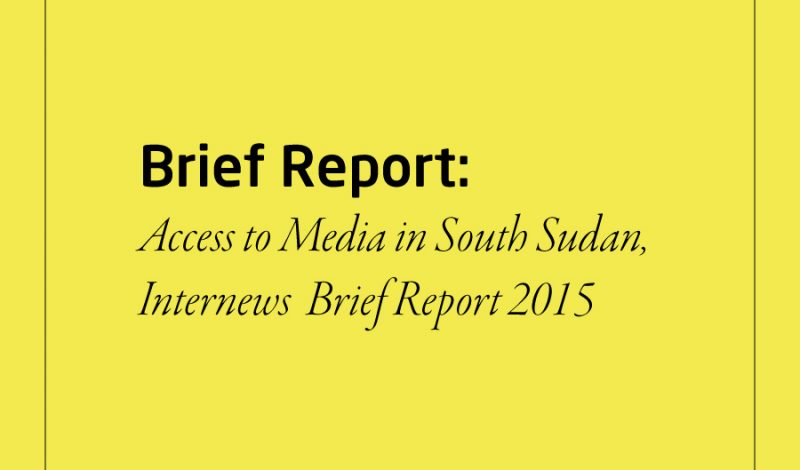 Brief Report:
Access to Media in South Sudan,
Internews Brief Report 2015